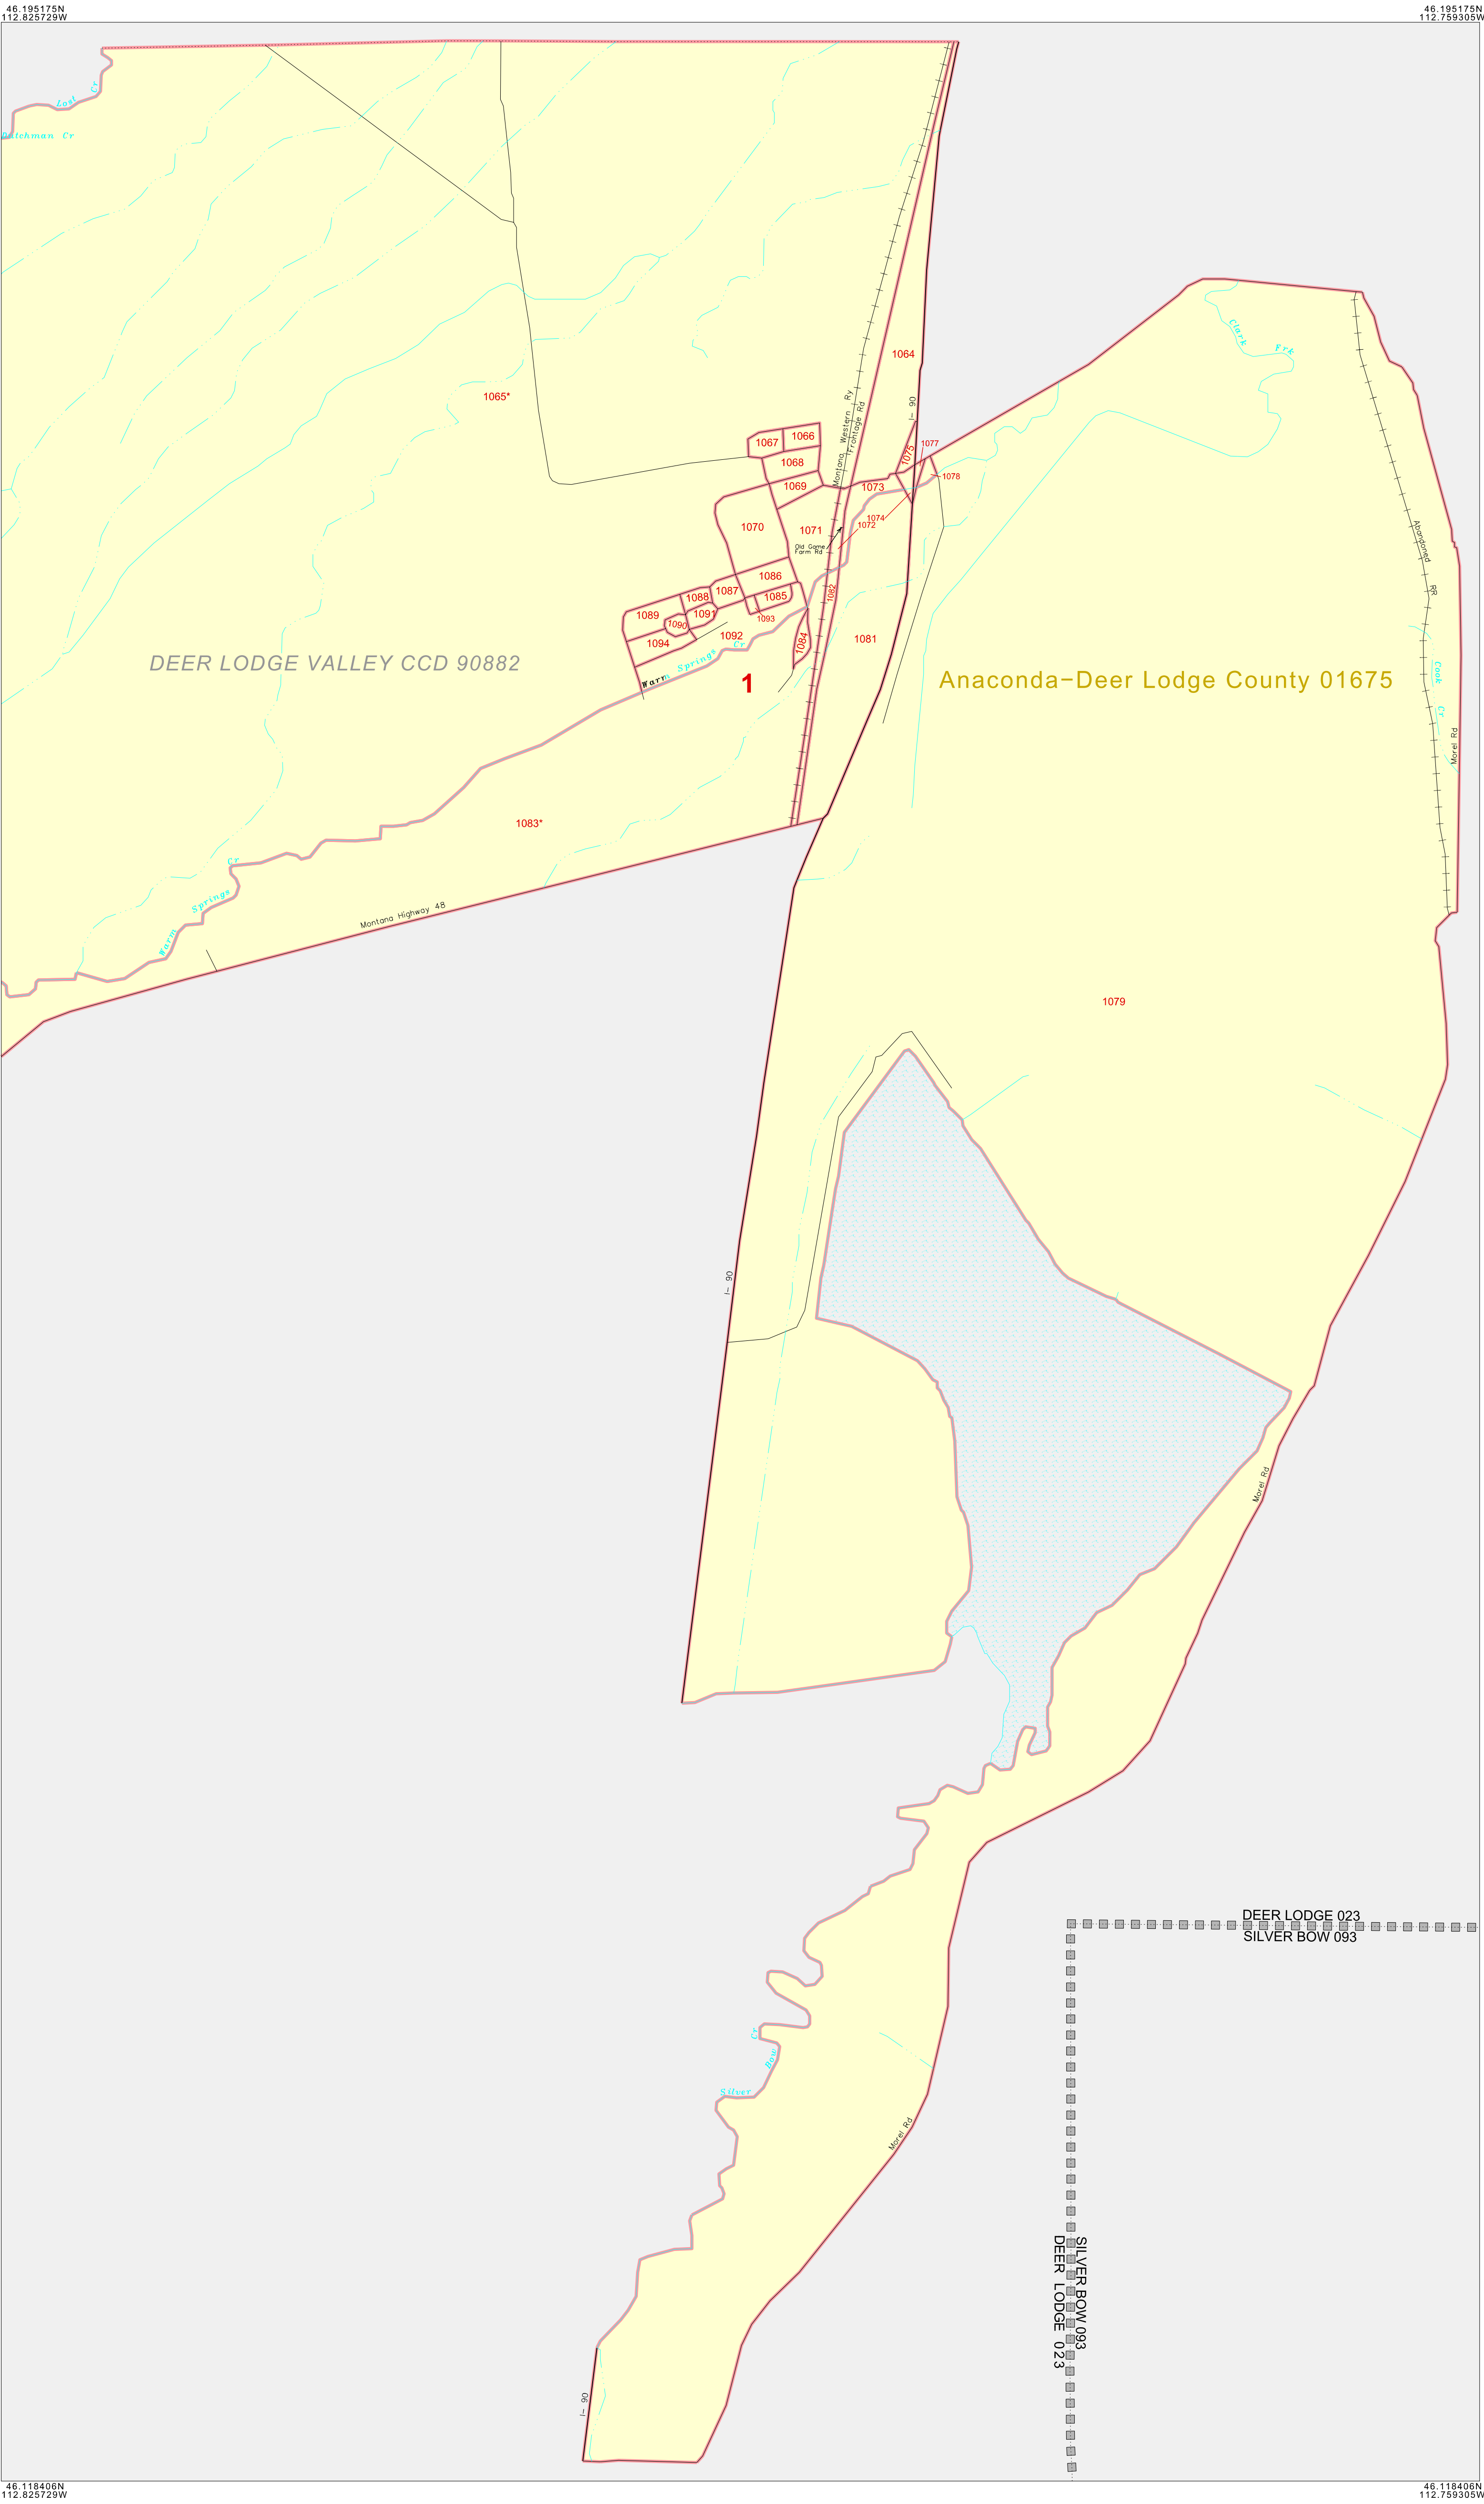 46.195175N
112.825729W
46.195175N
112.759305W
Lost Cr
Dutchman Cr
Clark Frk
1064
Montana Western Ry
Frontage Rd
I- 90
1065*
1067
1066
1068
1069
1075
1077
1078
1073
1074
1072
1070
1071
Old Game
Farm Rd
1086
1087
1088
1085
1093
1089
1091
1090
1094
1092
1084
1082
1081
Abandoned RR
Cook Cr
Morel Rd
DEER LODGE VALLEY CCD 90882
Warm Springs Cr
1
Anaconda-Deer Lodge County 01675
1083*
Warm Springs Cr
Montana Highway 48
1079
I- 90
Morel Rd
DEER LODGE 023
SILVER BOW 093
Silver Bow Cr
Morel Rd
SILVER BOW 093
DEER LODGE 023
I- 90
46.118406N
112.825729W
46.118406N
112.759305W